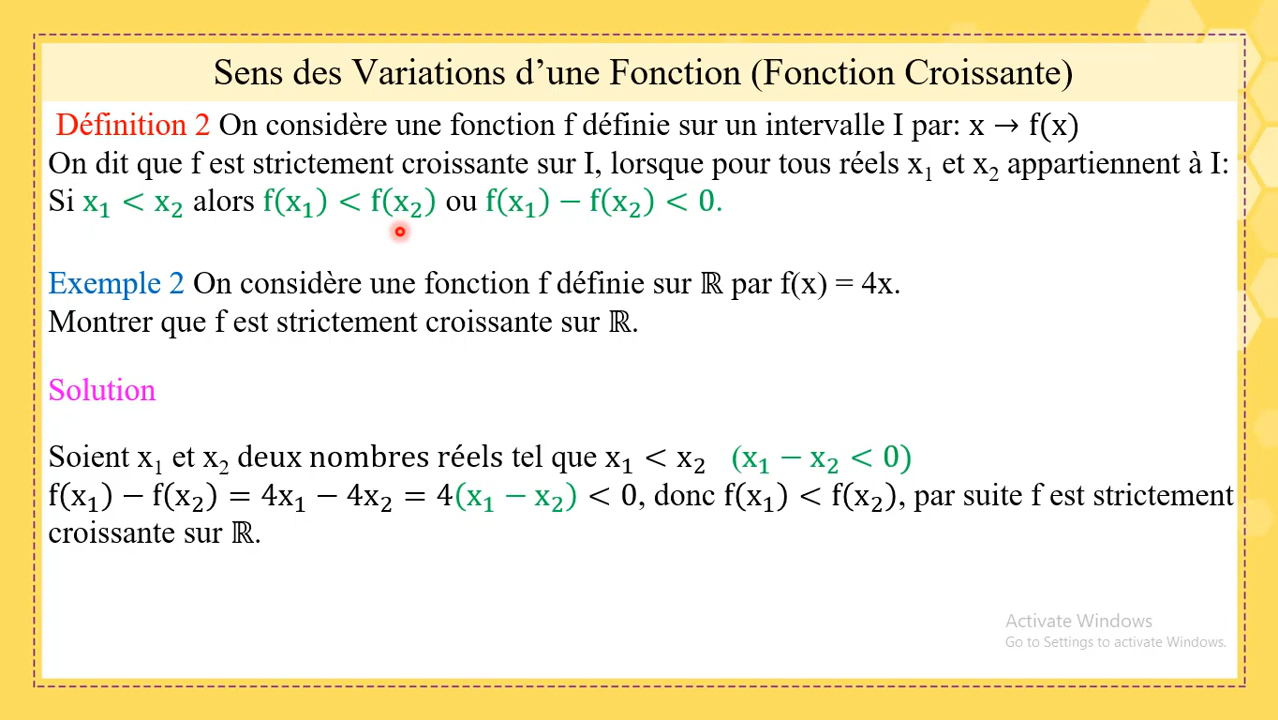 Sens des Variations d’une Fonction (Fonction Croissante)
Définition 2 On considère une fonction f définie sur un intervalle I par: x → f(x)
On dit que f est strictement croissante sur I, lorsque pour tous réels x₁ et x₂ appartiennent à I:
Si x₁ < x₂ alors f(x₁) < f(x₂) ou f(x₁) − f(x₂) < 0.
Exemple 2 On considère une fonction f définie sur ℝ par f(x) = 4x.
Montrer que f est strictement croissante sur ℝ.
Solution
Soient x₁ et x₂ deux nombres réels tel que x₁ < x₂ (x₁ − x₂ < 0)
f(x₁) − f(x₂) = 4x₁ − 4x₂ = 4(x₁ − x₂) < 0, donc f(x₁) < f(x₂), par suite f est strictement
croissante sur ℝ.
Activate Windows
Go to Settings to activate Windows.